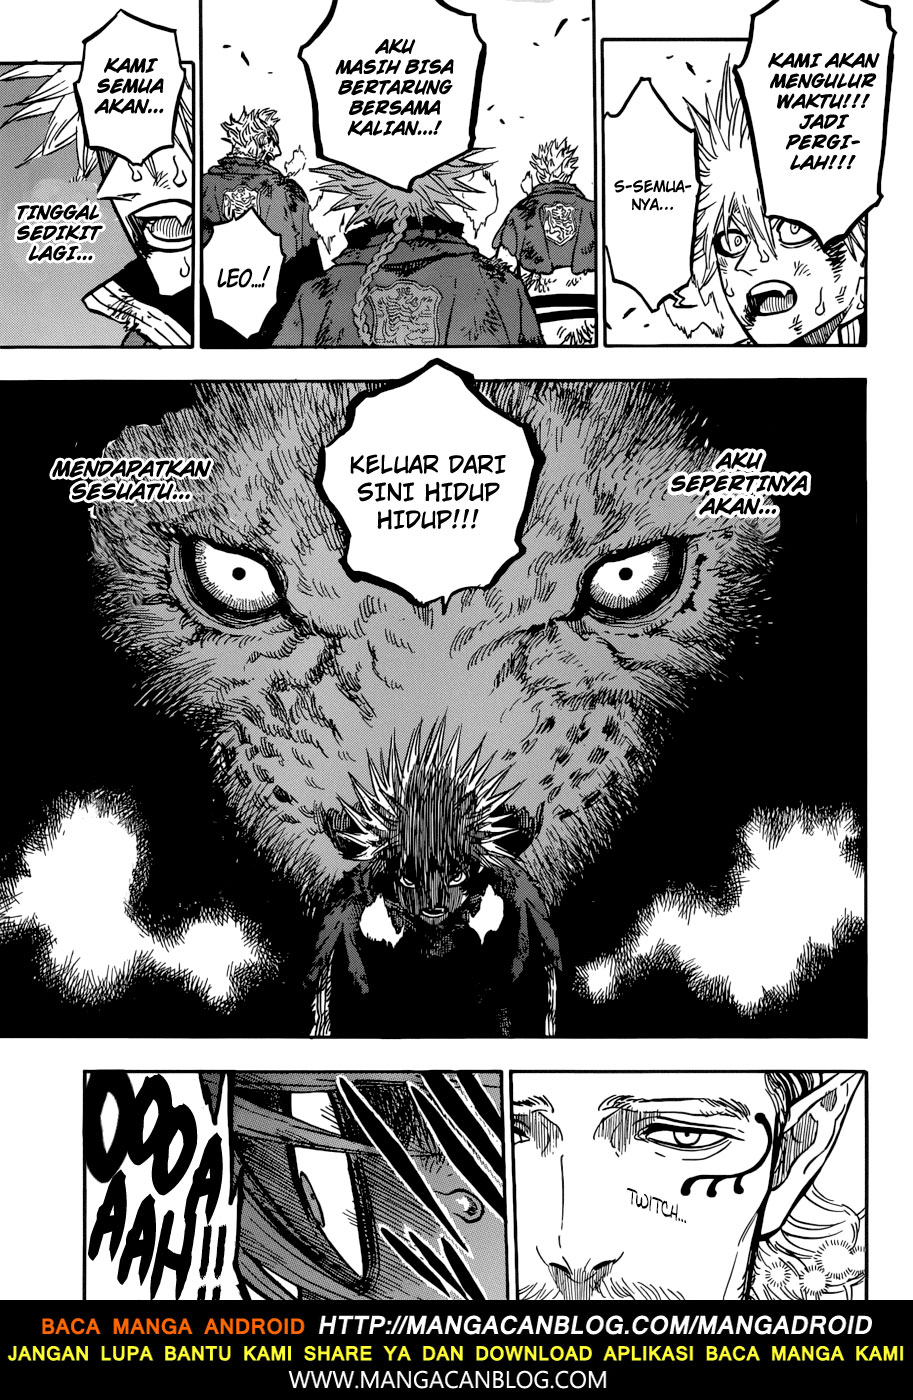 KAMI AKAN
MENGULUR
WAKTU!!!
JADI
PERGI-
LAH!!!
S-SEMUA-
NYA...
AKU
MASIH BISA
BERTARUNG
BERSAMA
KALIAN...!
LEO...!
KAMI
SEMUA
AKAN...
TINGGAL
SEDIKIT
LAGI...
AKU
SEPERTINYA
AKAN...
KELUAR DARI
SINI HIDUP
HIDUP!!!
MENDAPATKAN
SESUATU...
TWITCH...
OOOA
AAAH!!
BACA MANGA ANDROID HTTP://MANGACANBLOG.COM/MANGADROID
JANGAN LUPA BANTU KAMI SHARE YA DAN DOWNLOAD APLIKASI BACA MANGA KAMI
WWW.MANGACANBLOG.COM